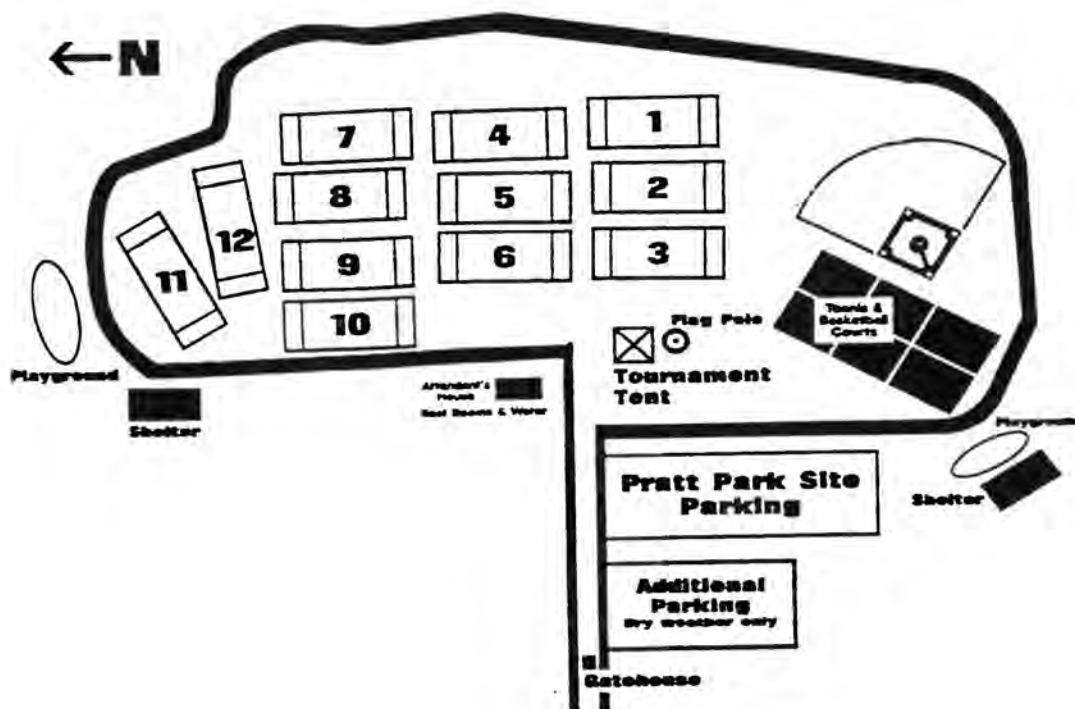 N
7
4
1
8
5
2
12
9
6
3
11
10
Flag Pole
Tennis &
Basketball
Courts
Playground
Tournament
Tent
Attendant's
House
Rest Rooms & Water
Shelter
Playground
Pratt Park Site
Parking
Shelter
Additional
Parking
Dry weather only
Gatehouse